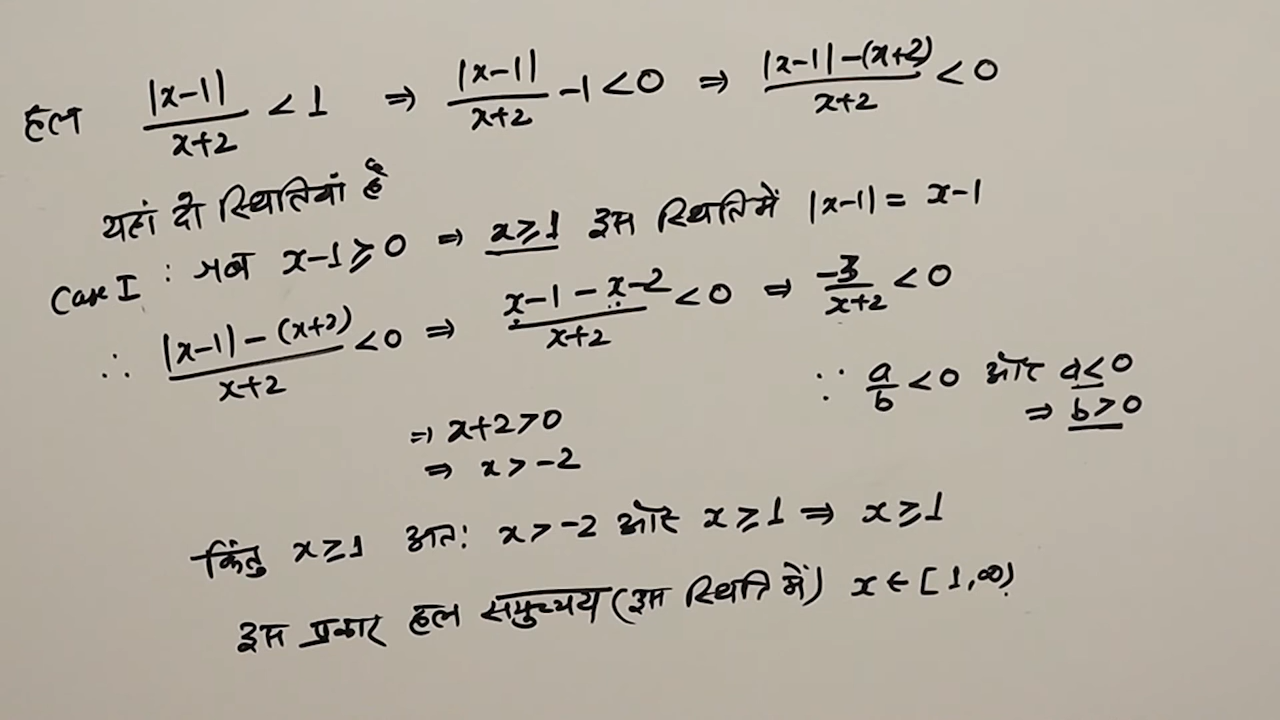 हल |x-1|/(x+2) < 1 ⇒ |x-1|/(x+2) - 1 < 0 ⇒ (|x-1| - (x+2))/(x+2) < 0
यहां दो स्थितियां हैं
Case I : जब x-1 ≥ 0 ⇒ x ≥ 1 इस स्थिति में |x-1| = x-1
∴ (|x-1| - (x+2))/(x+2) < 0 ⇒ (x-1-x-2)/(x+2) < 0 ⇒ -3/(x+2) < 0
∵ a/b < 0 और a < 0
⇒ b > 0
⇒ x+2 > 0
⇒ x > -2
किंतु x ≥ 1 अतः x > -2 और x ≥ 1 ⇒ x ≥ 1
इस प्रकार हल समुच्चय (इस स्थिति में) x ∈ [1, ∞)